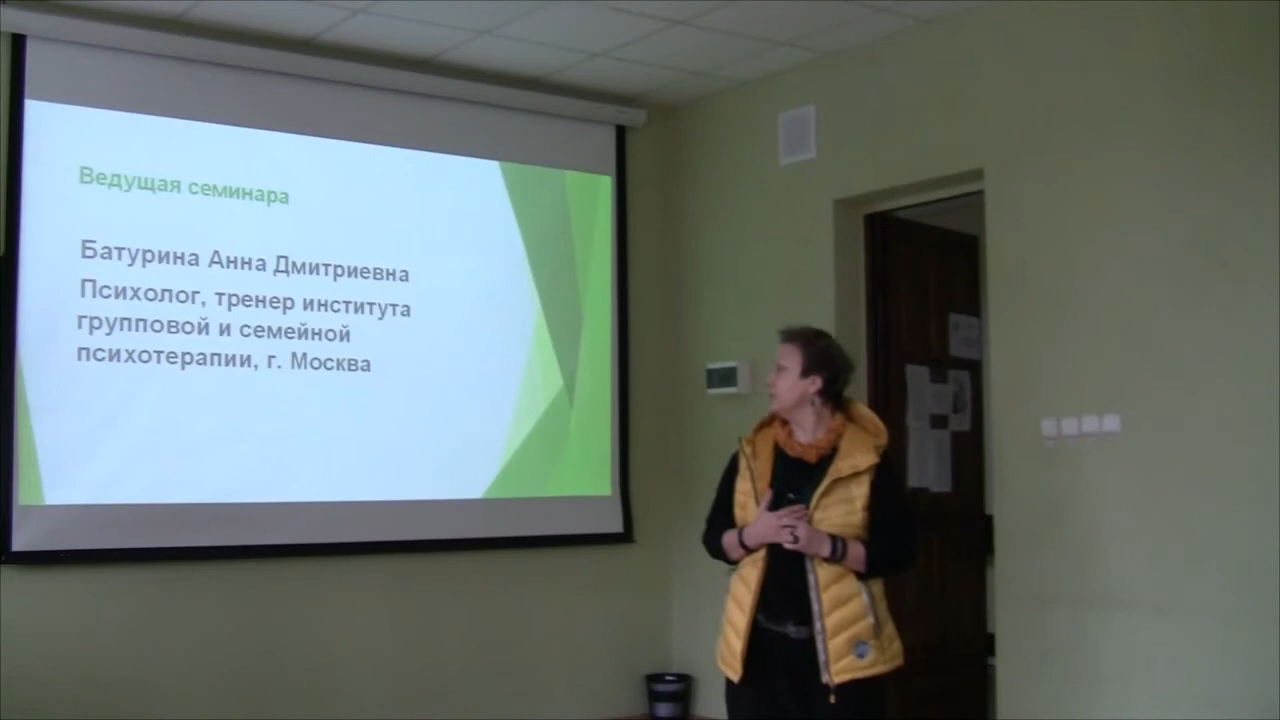 Ведущая семинара
Батурина Анна Дмитриевна
Психолог, тренер института
групповой и семейной
психотерапии, г. Москва